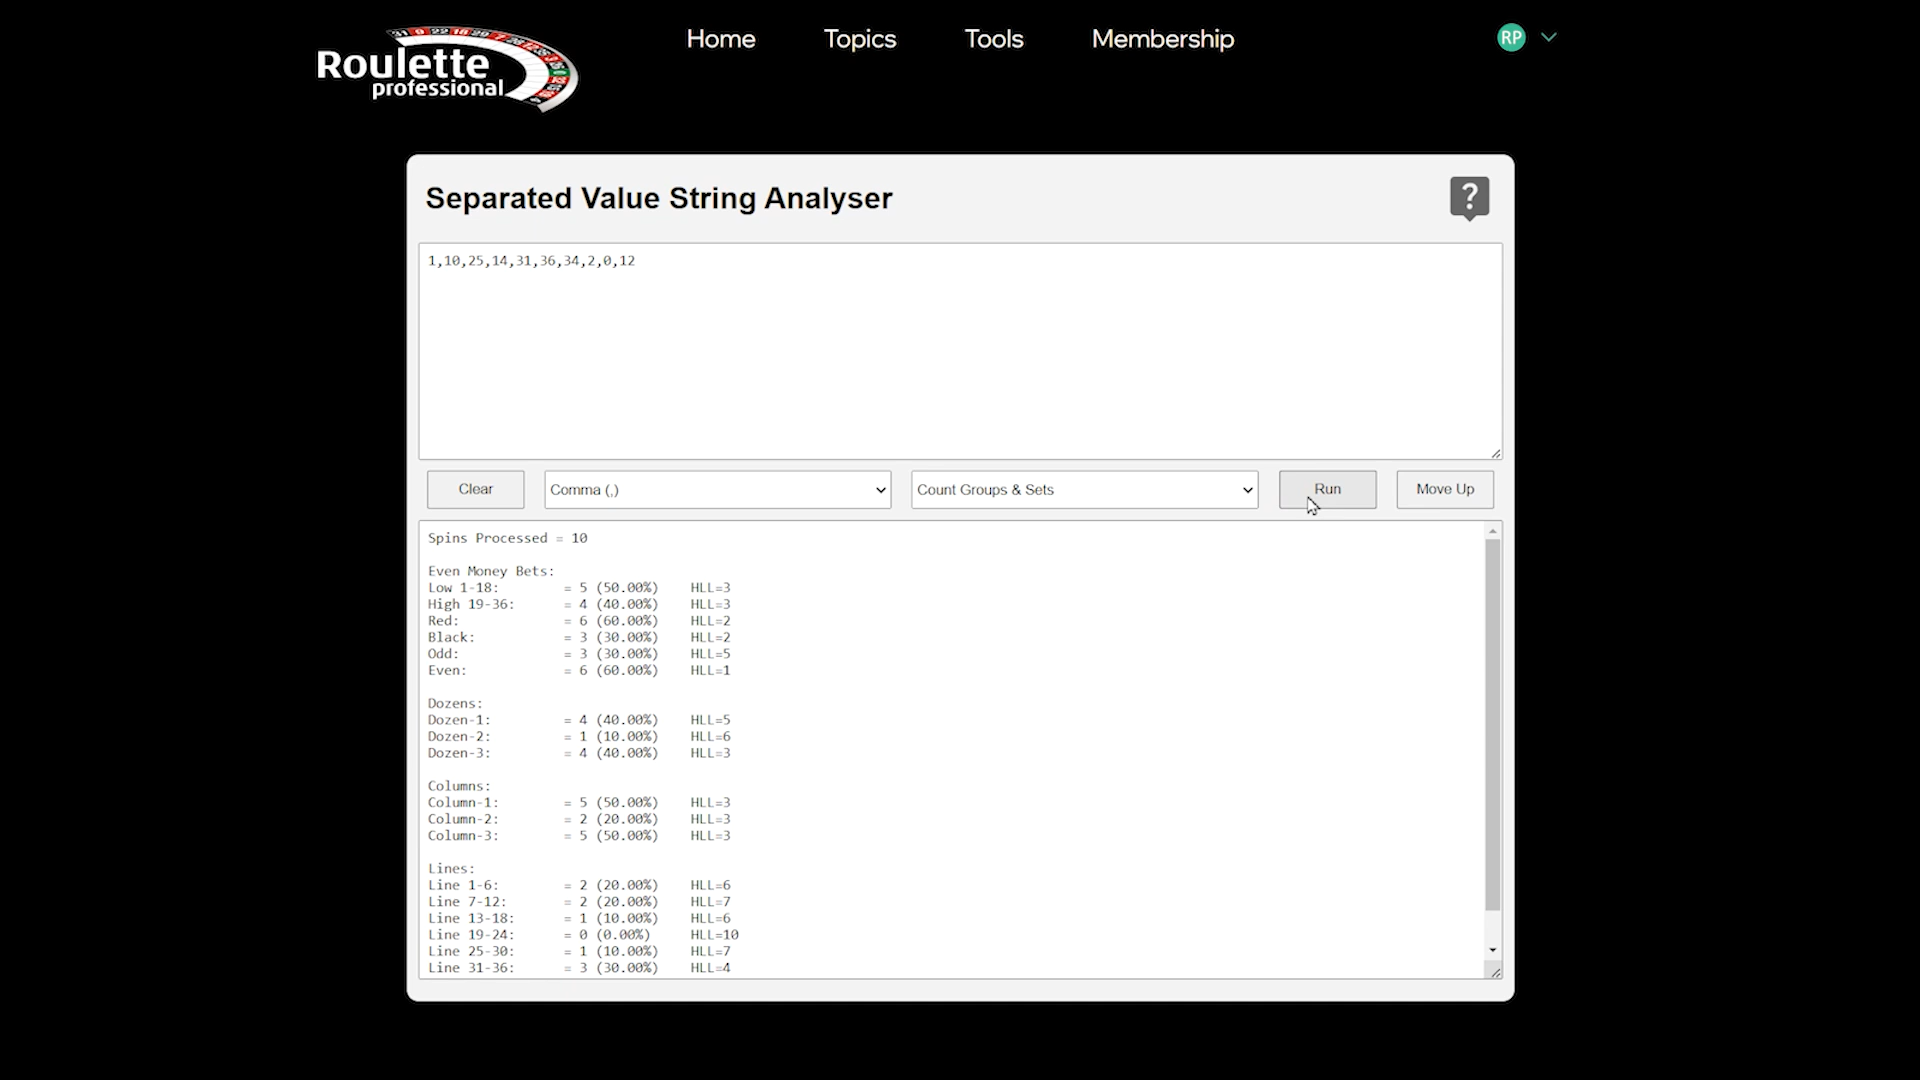 Roulette
professional
Home
Topics
Tools
Membership
RP
Separated Value String Analyser
?
1,10,25,14,31,36,34,2,0,12
Clear
Comma (,)
Count Groups & Sets
Run
Move Up
Spins Processed = 10
Even Money Bets:
Low 1-18: = 5 (50.00%) HLL=3
High 19-36: = 4 (40.00%) HLL=3
Red: = 6 (60.00%) HLL=2
Black: = 3 (30.00%) HLL=2
Odd: = 3 (30.00%) HLL=5
Even: = 6 (60.00%) HLL=1
Dozens:
Dozen-1: = 4 (40.00%) HLL=5
Dozen-2: = 1 (10.00%) HLL=6
Dozen-3: = 4 (40.00%) HLL=3
Columns:
Column-1: = 5 (50.00%) HLL=3
Column-2: = 2 (20.00%) HLL=3
Column-3: = 5 (50.00%) HLL=3
Lines:
Line 1-6: = 2 (20.00%) HLL=6
Line 7-12: = 2 (20.00%) HLL=7
Line 13-18: = 1 (10.00%) HLL=6
Line 19-24: = 0 (0.00%) HLL=10
Line 25-30: = 1 (10.00%) HLL=7
Line 31-36: = 3 (30.00%) HLL=4